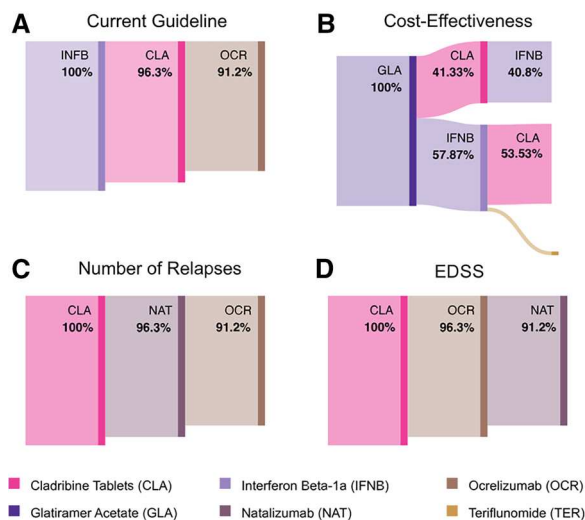 A
Current Guideline
INFB
100%
CLA
96.3%
OCR
91.2%
B
Cost-Effectiveness
GLA
100%
CLA
41.33%
IFNB
40.8%
IFNB
57.87%
CLA
53.53%
C
Number of Relapses
CLA
100%
NAT
96.3%
OCR
91.2%
D
EDSS
CLA
100%
OCR
96.3%
NAT
91.2%
Cladribine Tablets (CLA)
Interferon Beta-1a (IFNB)
Ocrelizumab (OCR)
Glatiramer Acetate (GLA)
Natalizumab (NAT)
Teriflunomide (TER)